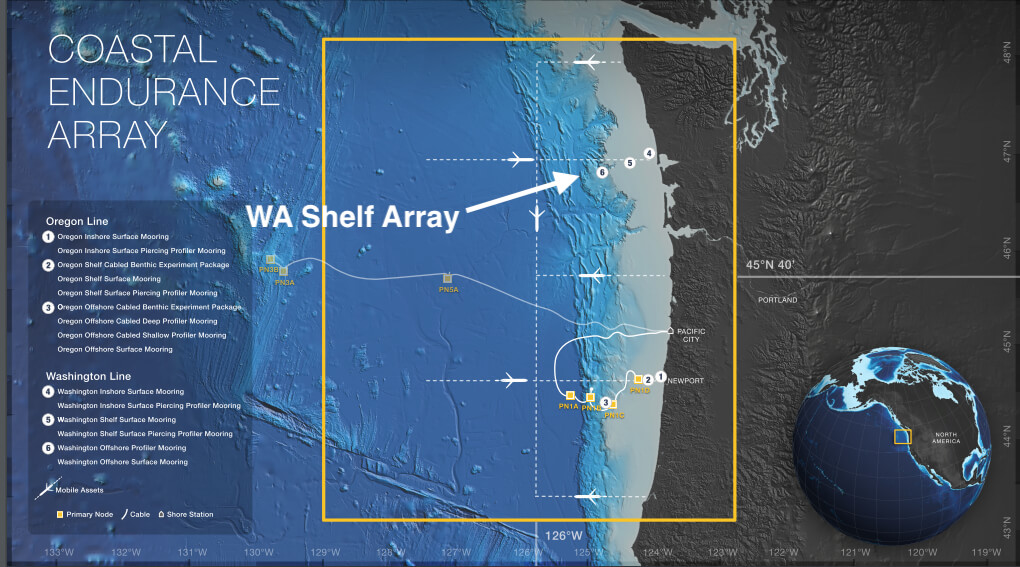 COASTAL
ENDURANCE
ARRAY
WA Shelf Array
Oregon Line
1 Oregon Inshore Surface Mooring
Oregon Inshore Surface Piercing Profiler Mooring
2 Oregon Shelf Cabled Benthic Experiment Package
Oregon Shelf Surface Mooring
Oregon Shelf Surface Piercing Profiler Mooring
3 Oregon Offshore Cabled Benthic Experiment Package
Oregon Offshore Cabled Deep Profiler Mooring
Oregon Offshore Cabled Shallow Profiler Mooring
Oregon Offshore Surface Mooring
Washington Line
4 Washington Inshore Surface Mooring
Washington Inshore Surface Piercing Profiler Mooring
5 Washington Shelf Surface Mooring
Washington Shelf Surface Piercing Profiler Mooring
6 Washington Offshore Profiler Mooring
Washington Offshore Surface Mooring
Mobile Assets
Primary Node Cable Shore Station
4
5
6
PN3B
PN3A
PN5A
45°N 40'
PORTLAND
PACIFIC
CITY
NEWPORT
1
2
3
PN1D
PN1A
PN1C
NORTH
AMERICA
48°N
47°N
46°N
45°N
44°N
43°N
126°W
133°W 132°W 131°W 130°W 129°W 128°W 127°W 126°W 125°W 124°W 123°W 122°W 121°W 120°W 119°W